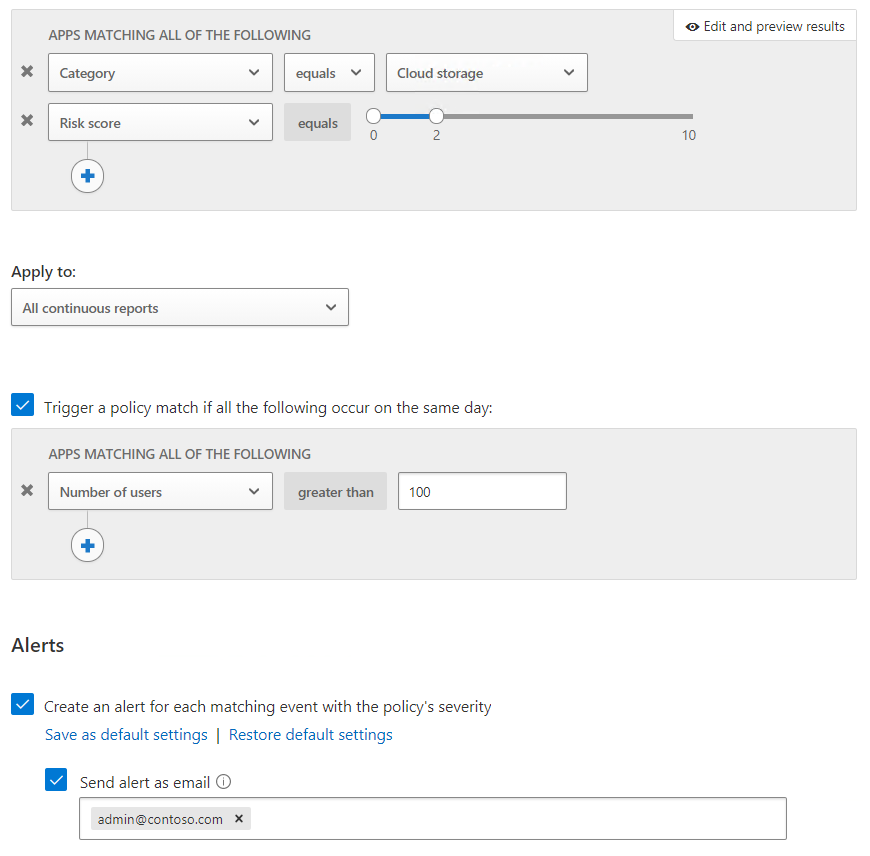 APPS MATCHING ALL OF THE FOLLOWING
Edit and preview results
Category
equals
Cloud storage
Risk score
equals
0
2
10
Apply to:
All continuous reports
Trigger a policy match if all the following occur on the same day:
APPS MATCHING ALL OF THE FOLLOWING
Number of users
greater than
100
Alerts
Create an alert for each matching event with the policy's severity
Save as default settings | Restore default settings
Send alert as email
admin@contoso.com